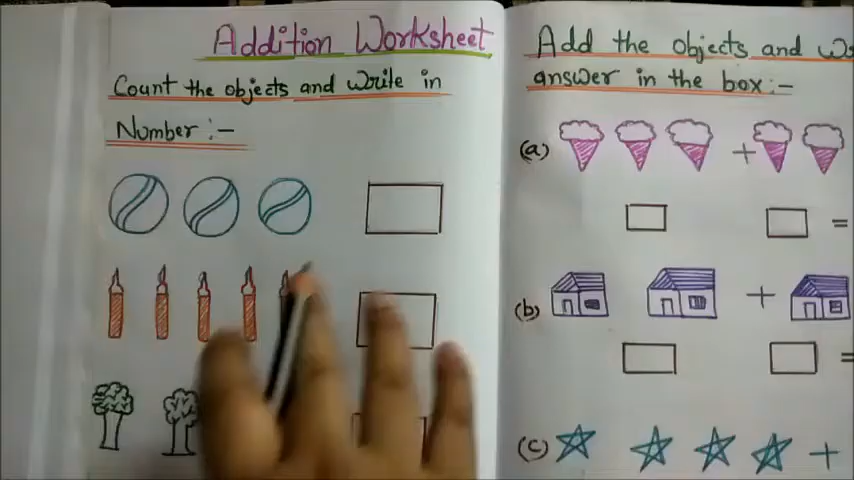 Addition Worksheet
Count the objects and write in
Number :-
Add the objects and
answer in the box :-
(a)
+
=
(b)
+
=
(c)
+